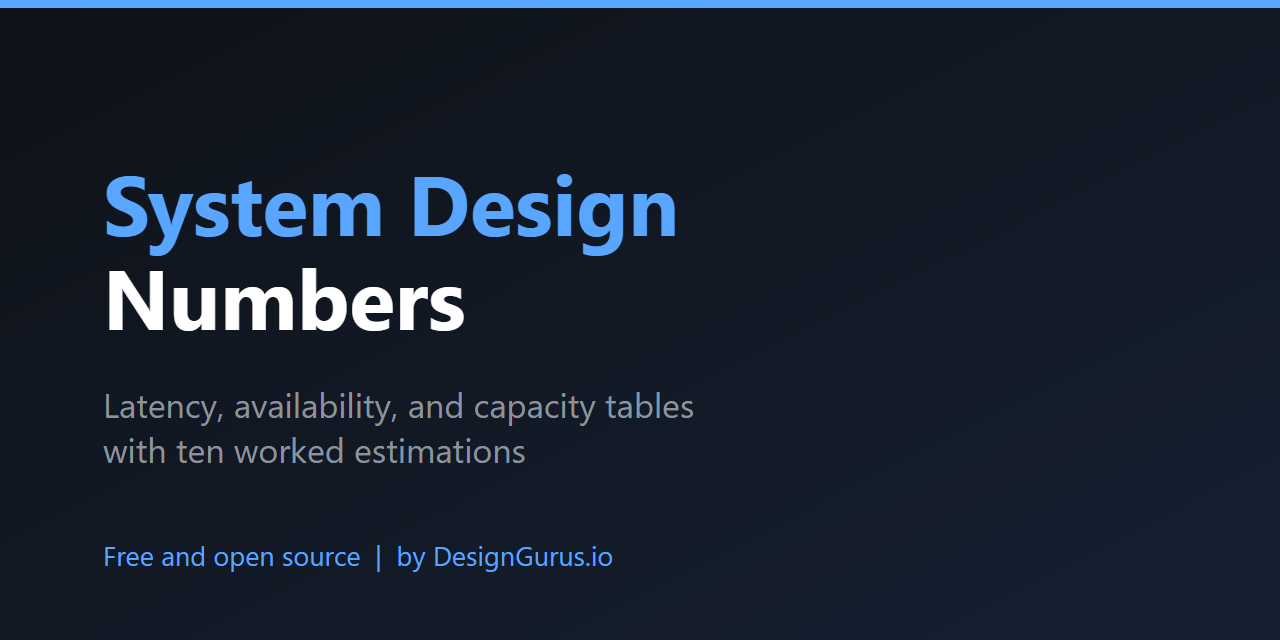 System Design
Numbers
Latency, availability, and capacity tables
with ten worked estimations
Free and open source | by DesignGurus.io